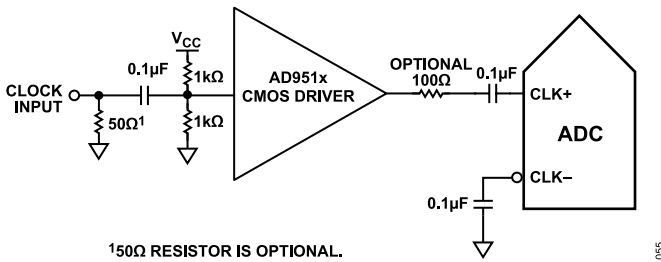 VCC
0.1µF
1kΩ
CLOCK
INPUT
50Ω1
1kΩ
AD951x
CMOS DRIVER
OPTIONAL
100Ω
0.1µF
CLK+
ADC
CLK–
0.1µF
150Ω RESISTOR IS OPTIONAL.
055